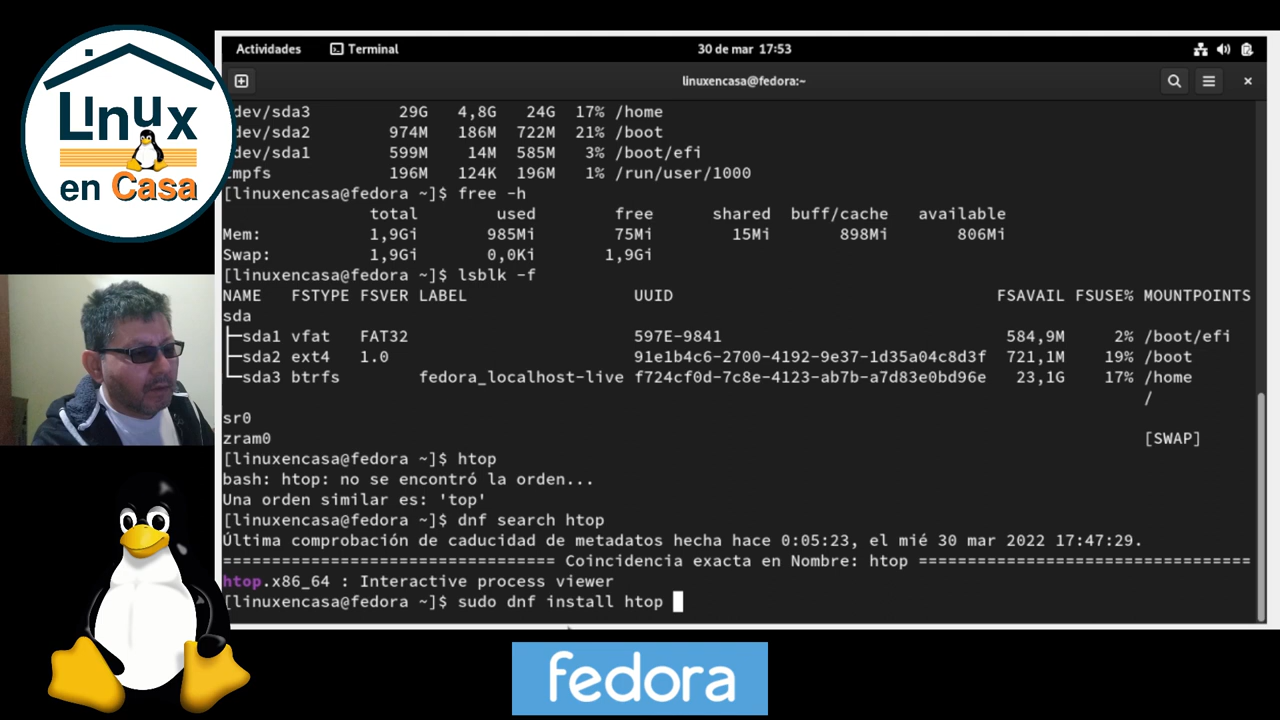 Linux
en Casa
Actividades Terminal 30 de mar 17:53
linuxencasa@fedora:~
dev/sda3 29G 4,8G 24G 17% /home
dev/sda2 974M 186M 722M 21% /boot
dev/sda1 599M 14M 585M 3% /boot/efi
mpfs 196M 124K 196M 1% /run/user/1000
[linuxencasa@fedora ~]$ free -h
total used free shared buff/cache available
Mem: 1,9Gi 985Mi 75Mi 15Mi 898Mi 806Mi
Swap: 1,9Gi 0,0Ki 1,9Gi
[linuxencasa@fedora ~]$ lsblk -f
NAME FSTYPE FSVER LABEL UUID FSAVAIL FSUSE% MOUNTPOINTS
sda
├─sda1 vfat FAT32 597E-9841 584,9M 2% /boot/efi
├─sda2 ext4 1.0 91e1b4c6-2700-4192-9e37-1d35a04c8d3f 721,1M 19% /boot
└─sda3 btrfs fedora_localhost-live f724cf0d-7c8e-4123-ab7b-a7d83e0bd96e 23,1G 17% /home
/
sr0
zram0 [SWAP]
[linuxencasa@fedora ~]$ htop
bash: htop: no se encontró la orden...
Una orden similar es: 'top'
[linuxencasa@fedora ~]$ dnf search htop
Última comprobación de caducidad de metadatos hecha hace 0:05:23, el mié 30 mar 2022 17:47:29.
================================== Coincidencia exacta en Nombre: htop ==================================
htop.x86_64 : Interactive process viewer
[linuxencasa@fedora ~]$ sudo dnf install htop
fedora